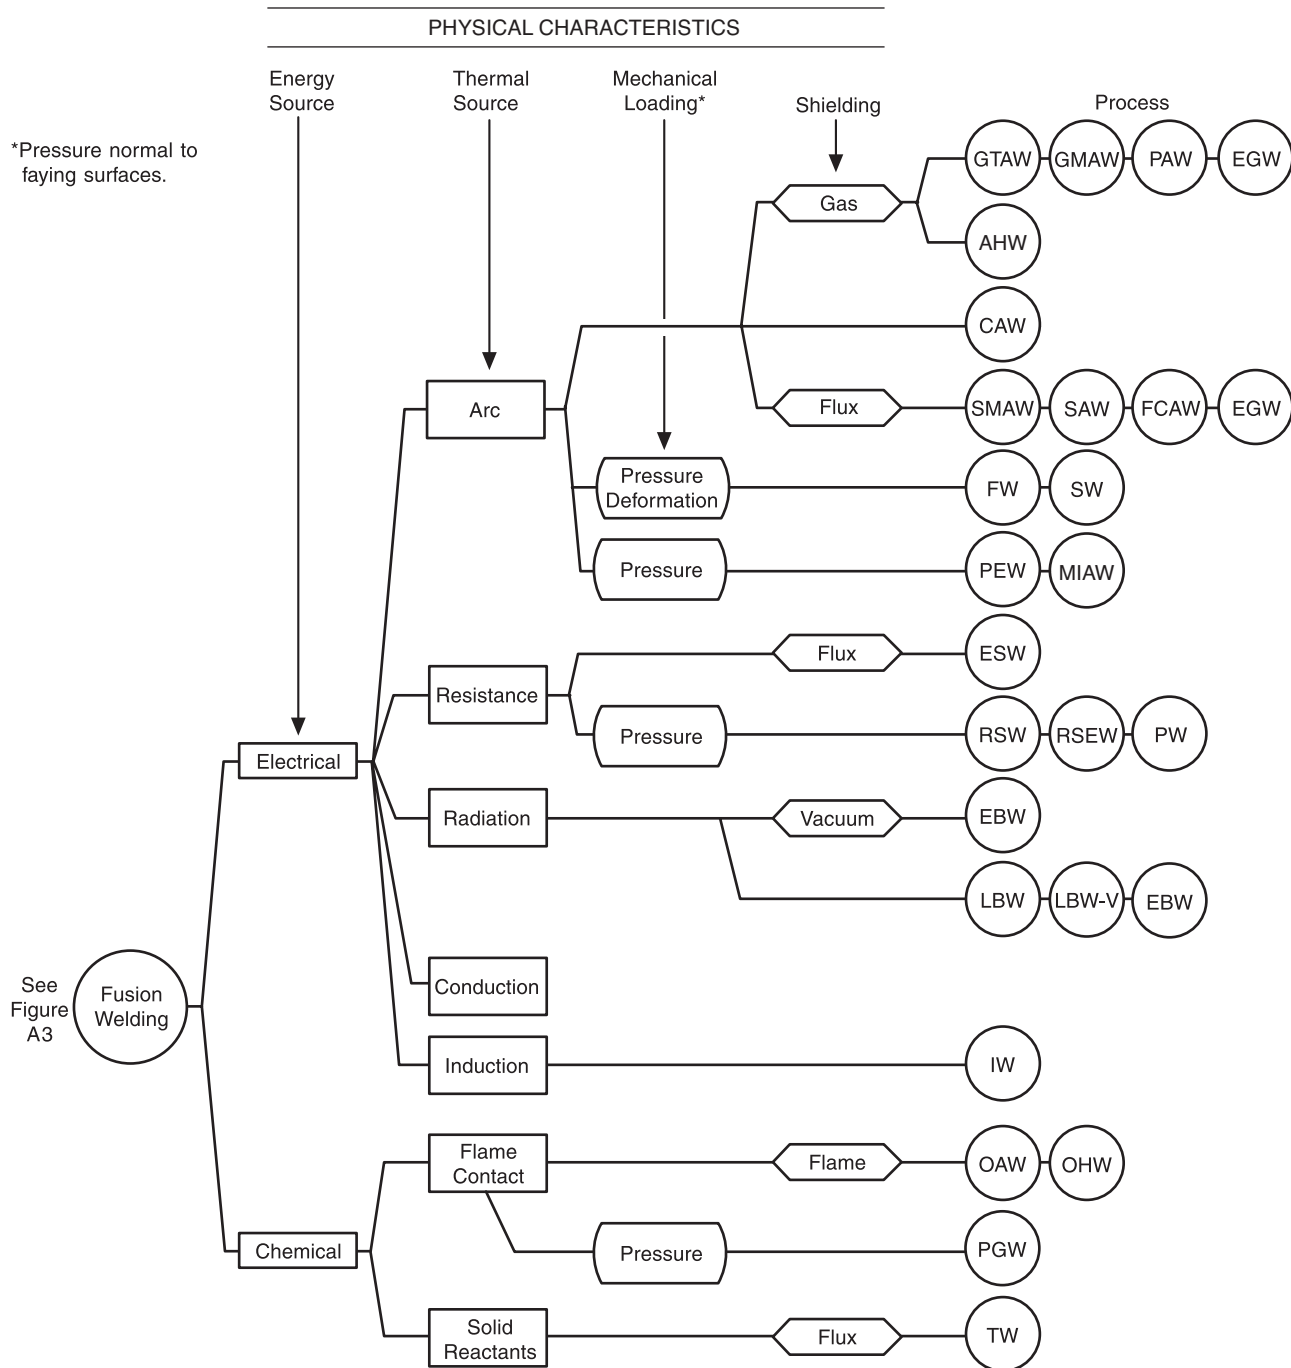 PHYSICAL CHARACTERISTICS
Energy
Source
Thermal
Source
Mechanical
Loading*
Shielding
Process
*Pressure normal to
faying surfaces.
GTAW
GMAW
PAW
EGW
Gas
AHW
CAW
Arc
Flux
SMAW
SAW
FCAW
EGW
Pressure
Deformation
FW
SW
Pressure
PEW
MIAW
Resistance
Flux
ESW
Pressure
RSW
RSEW
PW
Electrical
Radiation
Vacuum
EBW
LBW
LBW-V
EBW
See
Figure
A3
Fusion
Welding
Conduction
Induction
IW
Flame
Contact
Flame
OAW
OHW
Chemical
Pressure
PGW
Solid
Reactants
Flux
TW